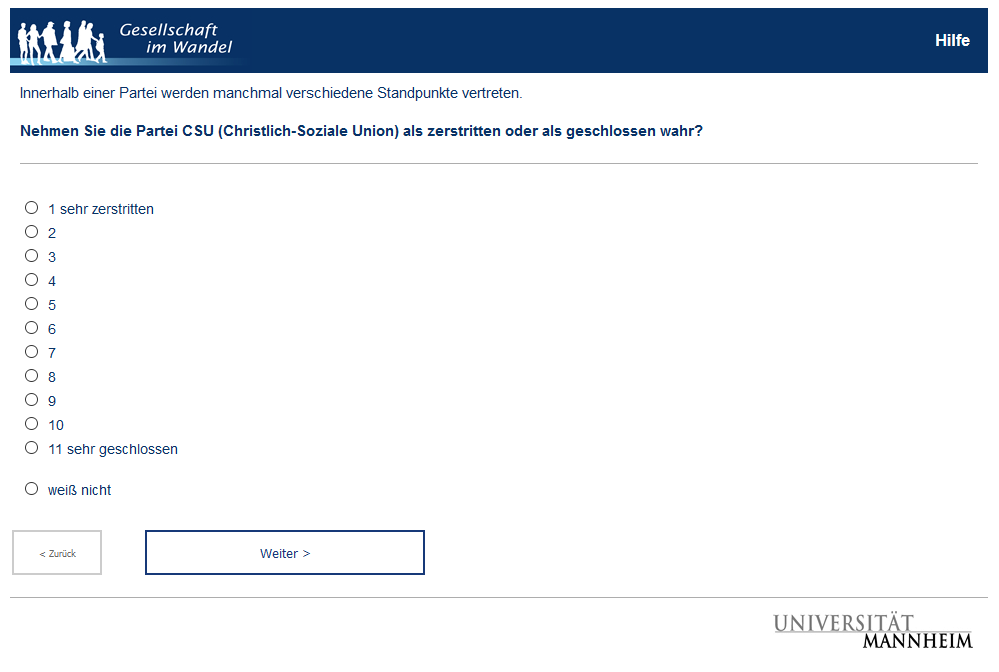 Gesellschaft
im Wandel
Hilfe
Innerhalb einer Partei werden manchmal verschiedene Standpunkte vertreten.
Nehmen Sie die Partei CSU (Christlich-Soziale Union) als zerstritten oder als geschlossen wahr?
1 sehr zerstritten
2
3
4
5
6
7
8
9
10
11 sehr geschlossen
weiß nicht
< Zurück
Weiter >
UNIVERSITÄT
MANNHEIM